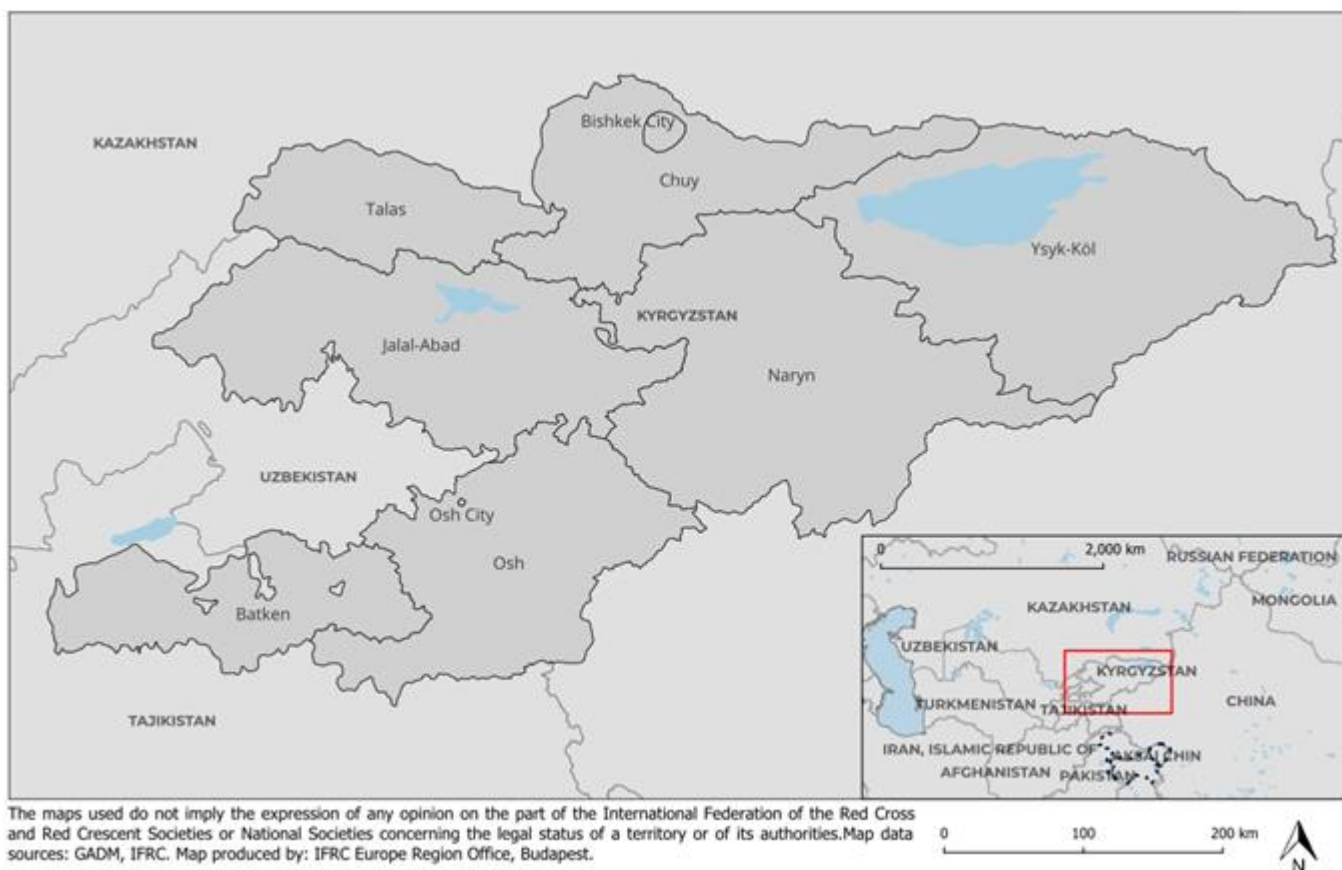 Bishkek City
KAZAKHSTAN
Chuy
Talas
Ysyk-Köl
KYRGYZSTAN
Jalal-Abad
Naryn
UZBEKISTAN
Osh City
Osh
Batken
TAJIKISTAN
0 2,000 km
RUSSIAN FEDERATION
KAZAKHSTAN
MONGOLIA
UZBEKISTAN
KYRGYZSTAN
TURKMENISTAN
TAJIKISTAN
CHINA
IRAN, ISLAMIC REPUBLIC OF
AKSAI CHIN
AFGHANISTAN
PAKISTAN
The maps used do not imply the expression of any opinion on the part of the International Federation of the Red Cross
and Red Crescent Societies or National Societies concerning the legal status of a territory or of its authorities.Map data
sources: GADM, IFRC. Map produced by: IFRC Europe Region Office, Budapest.
0 100 200 km
N